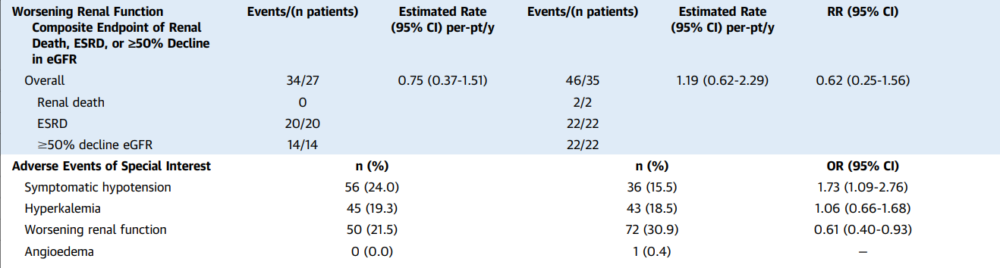 Worsening Renal Function Events/(n patients) Estimated Rate Events/(n patients) Estimated Rate RR (95% CI)
Composite Endpoint of Renal (95% CI) per-pt/y (95% CI) per-pt/y
Death, ESRD, or ≥50% Decline
in eGFR
Overall 34/27 0.75 (0.37-1.51) 46/35 1.19 (0.62-2.29) 0.62 (0.25-1.56)
Renal death 0 2/2
ESRD 20/20 22/22
≥50% decline eGFR 14/14 22/22
Adverse Events of Special Interest n (%) n (%) OR (95% CI)
Symptomatic hypotension 56 (24.0) 36 (15.5) 1.73 (1.09-2.76)
Hyperkalemia 45 (19.3) 43 (18.5) 1.06 (0.66-1.68)
Worsening renal function 50 (21.5) 72 (30.9) 0.61 (0.40-0.93)
Angioedema 0 (0.0) 1 (0.4) —